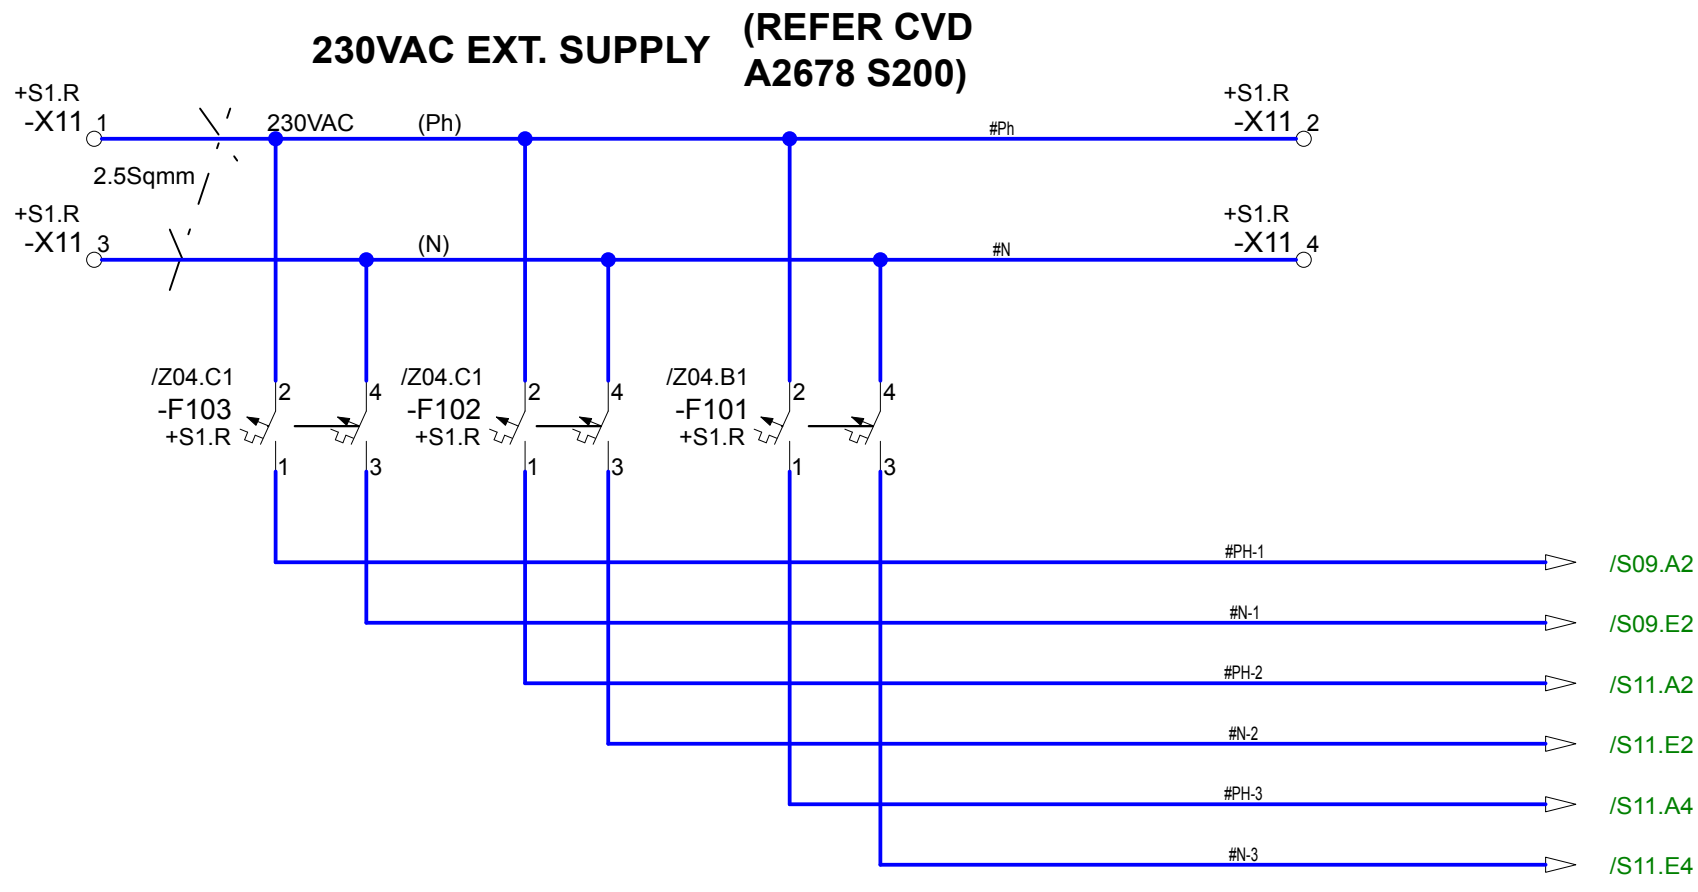 230VAC EXT. SUPPLY
(REFER CVD
A2678 S200)
+S1.R
-X11 1
230VAC
(Ph)
#Ph
+S1.R
-X11 2
2.5Sqmm
+S1.R
-X11 3
(N)
#N
+S1.R
-X11 4
/Z04.C1
-F103
+S1.R
2
4
1
3
/Z04.C1
-F102
+S1.R
2
4
1
3
/Z04.B1
-F101
+S1.R
2
4
1
3
#PH-1
/S09.A2
#N-1
/S09.E2
#PH-2
/S11.A2
#N-2
/S11.E2
#PH-3
/S11.A4
#N-3
/S11.E4